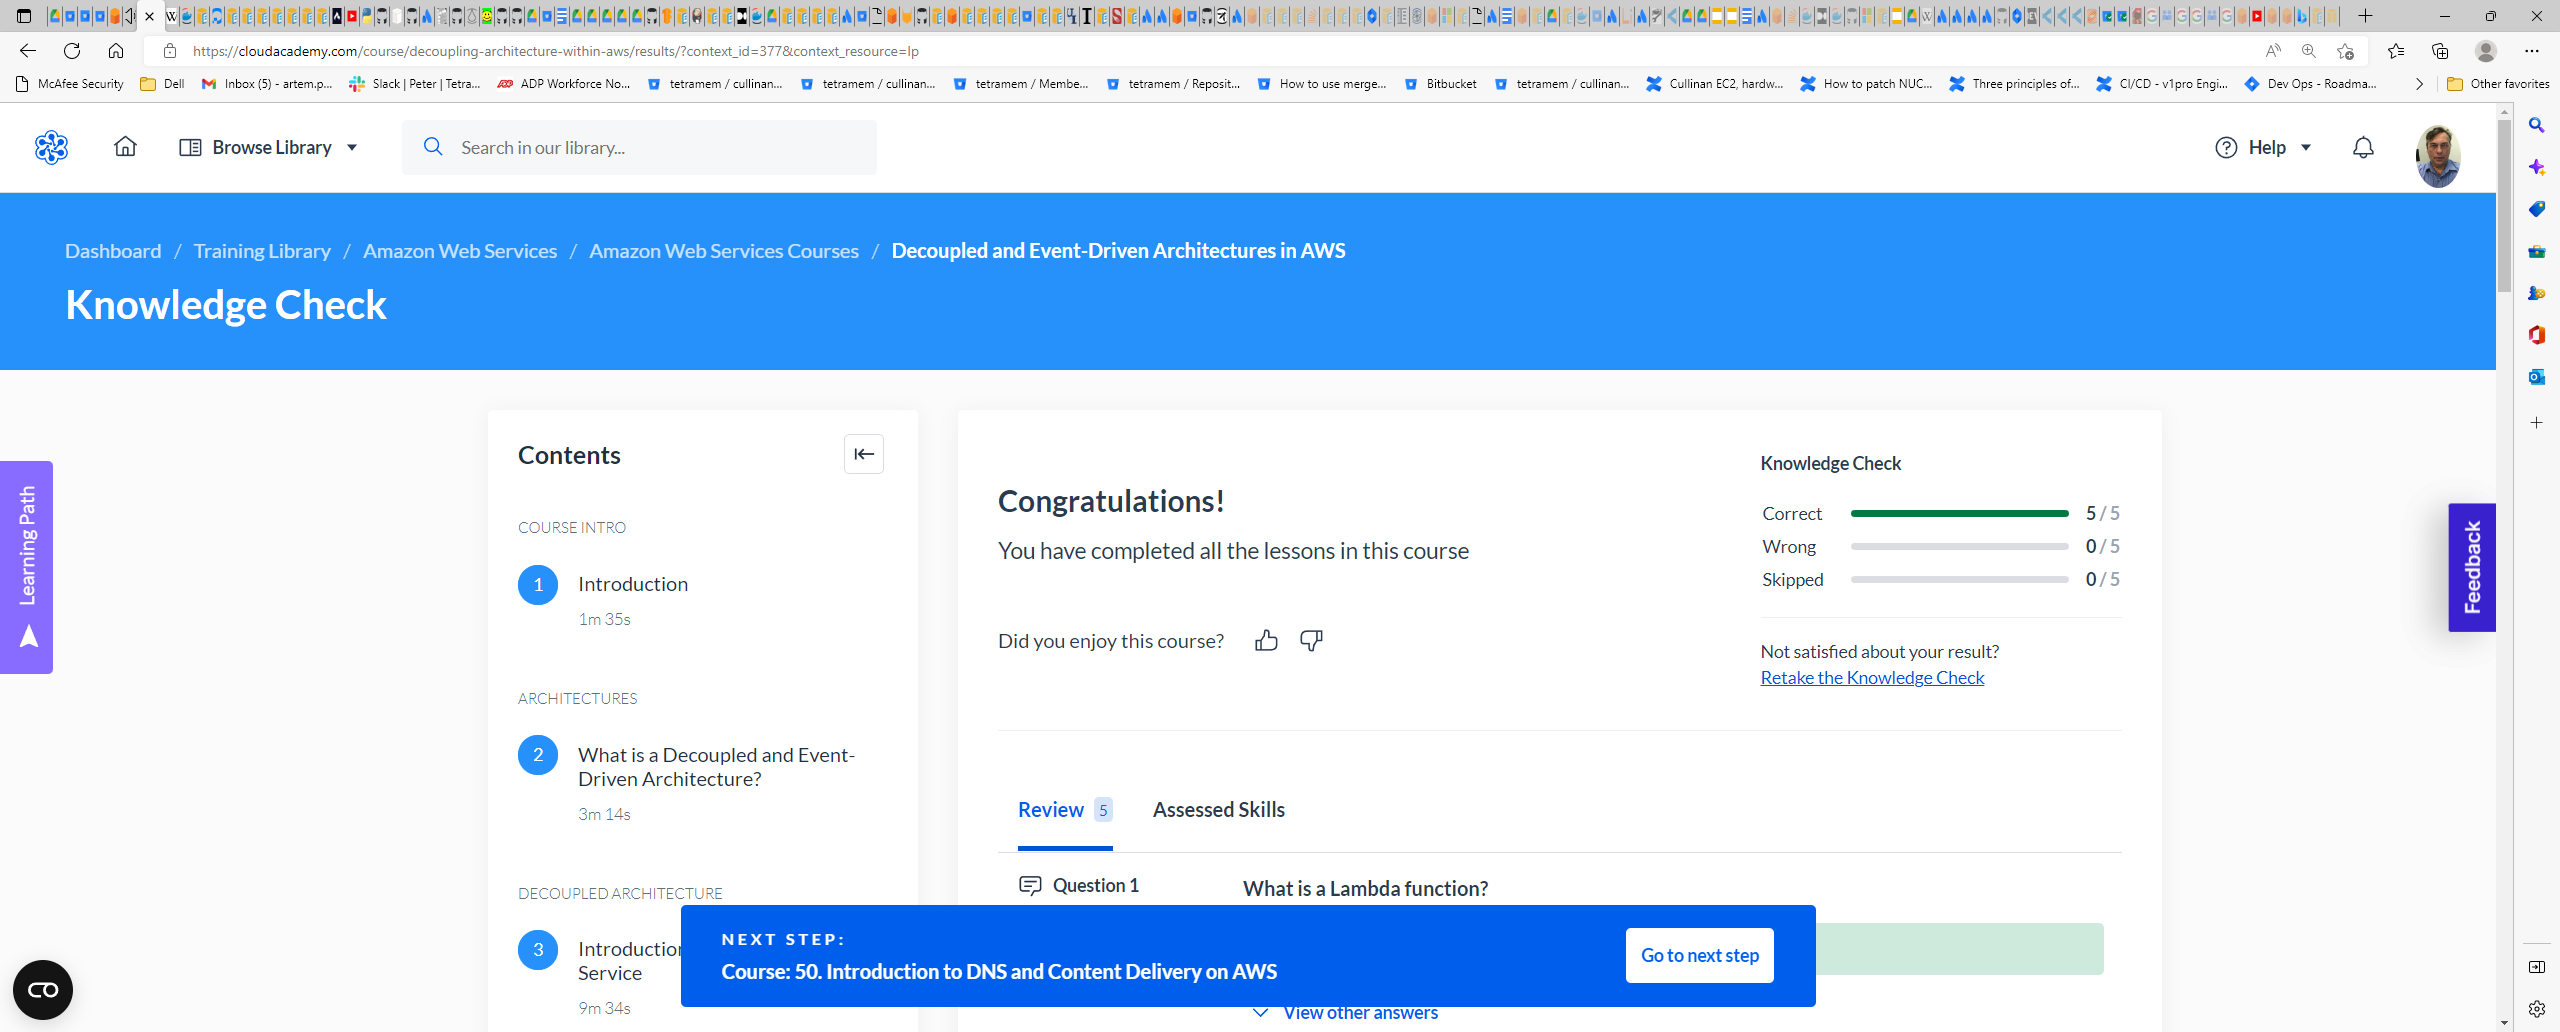 https://cloudacademy.com/course/decoupling-architecture-within-aws/results/?context_id=377&context_resource=lp
McAfee Security
Dell
Inbox (5) - artem.p...
Slack | Peter | Tetra...
ADP Workforce No...
tetramem / cullinan...
tetramem / cullinan...
tetramem / Membe...
tetramem / Reposit...
How to use merge...
Bitbucket
tetramem / cullinan...
Cullinan EC2, hardw...
How to patch NUC...
Three principles of...
CI/CD - v1pro Engi...
Dev Ops - Roadma...
Other favorites
Browse Library
Search in our library...
Help
Dashboard / Training Library / Amazon Web Services / Amazon Web Services Courses / Decoupled and Event-Driven Architectures in AWS
Knowledge Check
Learning Path
Contents
COURSE INTRO
1
Introduction
1m 35s
ARCHITECTURES
2
What is a Decoupled and Event-
Driven Architecture?
3m 14s
DECOUPLED ARCHITECTURE
3
Introduction
Service
9m 34s
Congratulations!
You have completed all the lessons in this course
Did you enjoy this course?
Knowledge Check
Correct 5 / 5
Wrong 0 / 5
Skipped 0 / 5
Not satisfied about your result?
Retake the Knowledge Check
Feedback
Review 5
Assessed Skills
Question 1
What is a Lambda function?
NEXT STEP:
Course: 50. Introduction to DNS and Content Delivery on AWS
Go to next step
View other answers